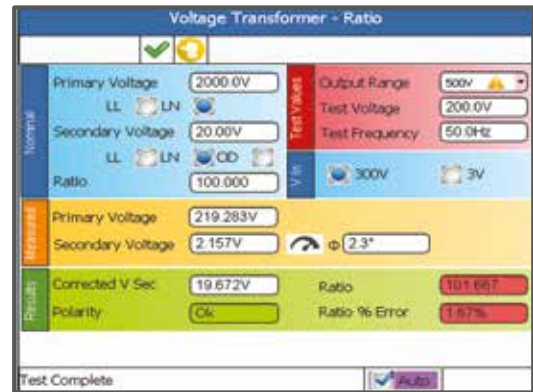 Voltage Transformer - Ratio
Nominal
Primary Voltage 2000.0V
LL LN
Secondary Voltage 20.00V
LL LN OD
Ratio 100.000
Test Values
Output Range 500V
Test Voltage 200.0V
Test Frequency 50.0Hz
V In
300V 3V
Measured
Primary Voltage 219.283V
Secondary Voltage 2.157V Φ 2.3°
Results
Corrected V Sec 19.672V
Polarity Ok
Ratio 101.667
Ratio % Error 1.67%
Test Complete
Auto